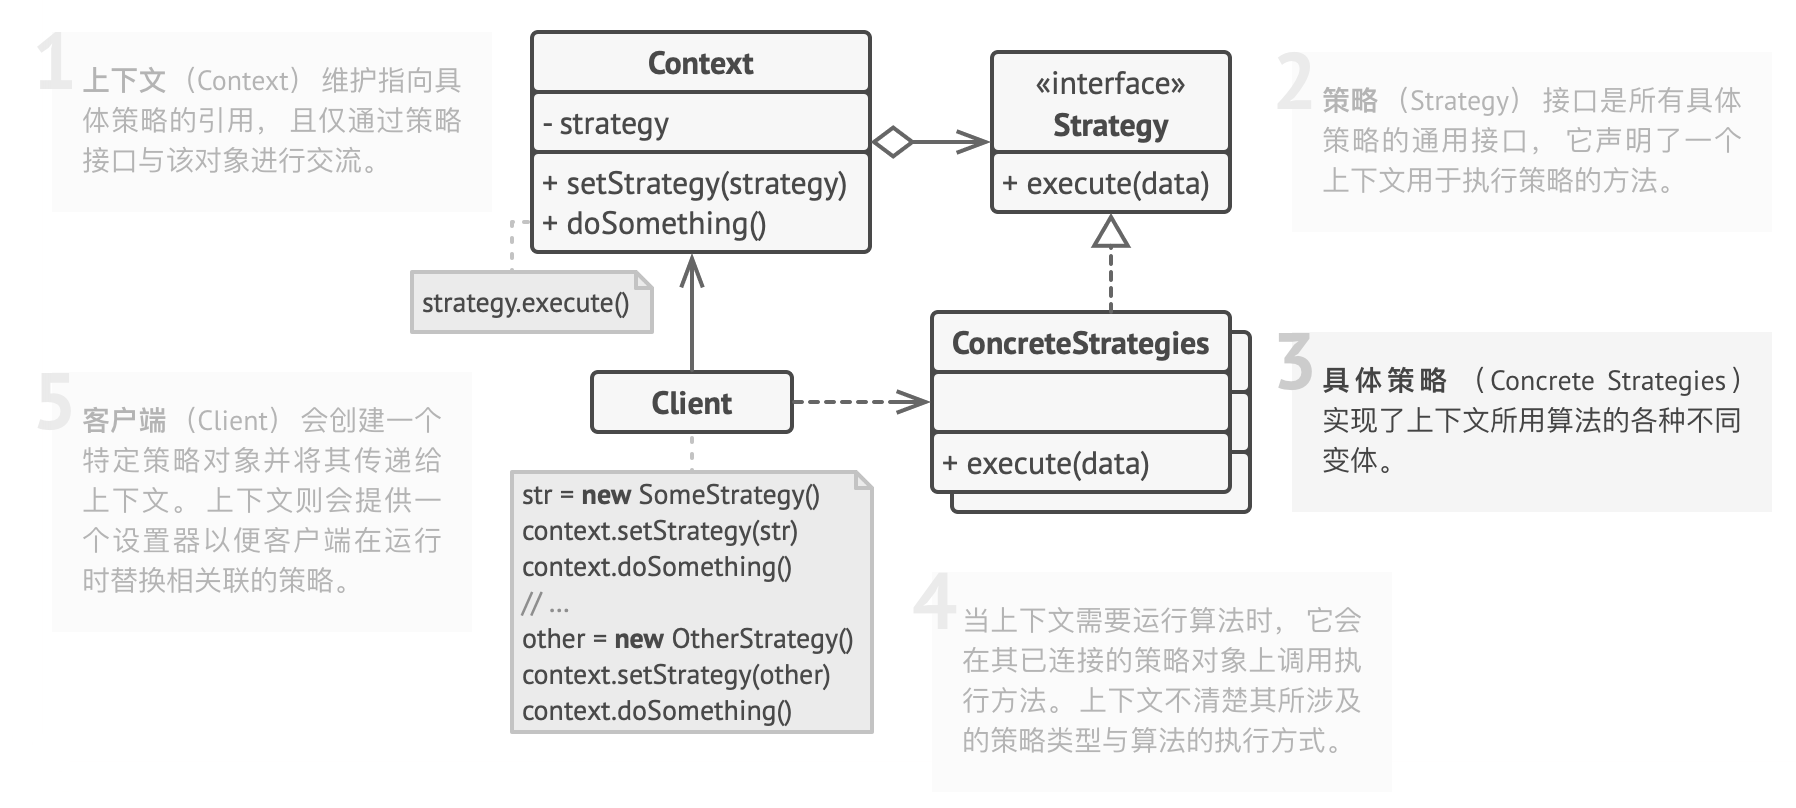 1
上下文（Context） 维护指向具
体策略的引用， 且仅通过策略
接口与该对象进行交流。
Context
- strategy
+ setStrategy(strategy)
+ doSomething()
strategy.execute()
«interface»
Strategy
+ execute(data)
2
策略（Strategy） 接口是所有具体
策略的通用接口， 它声明了一个
上下文用于执行策略的方法。
ConcreteStrategies
+ execute(data)
3
具体策略（Concrete Strategies）
实现了上下文所用算法的各种不同
变体。
5
客户端（Client） 会创建一个
特定策略对象并将其传递给
上下文。 上下文则会提供一
个设置器以便客户端在运行
时替换相关联的策略。
Client
str = new SomeStrategy()
context.setStrategy(str)
context.doSomething()
// ...
other = new OtherStrategy()
context.setStrategy(other)
context.doSomething()
4
当上下文需要运行算法时， 它会
在其已连接的策略对象上调用执
行方法。 上下文不清楚其所涉及
的策略类型与算法的执行方式。